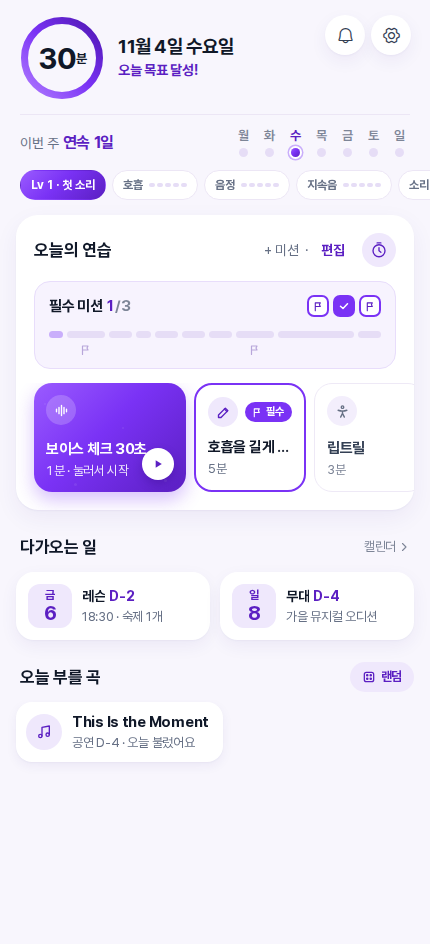 30분
11월 4일 수요일
오늘 목표 달성!
이번 주 연속 1일
월 화 수 목 금 토 일
Lv 1 · 첫 소리
호흡
음정
지속음
소리
오늘의 연습
+ 미션 · 편집
필수 미션 1/3
보이스 체크 30초
1분 · 눌러서 시작
필수
호흡을 길게 ...
5분
립트릴
3분
다가오는 일
캘린더
금
6
레슨 D-2
18:30 · 숙제 1개
일
8
무대 D-4
가을 뮤지컬 오디션
오늘 부를 곡
랜덤
This Is the Moment
공연 D-4 · 오늘 불렀어요